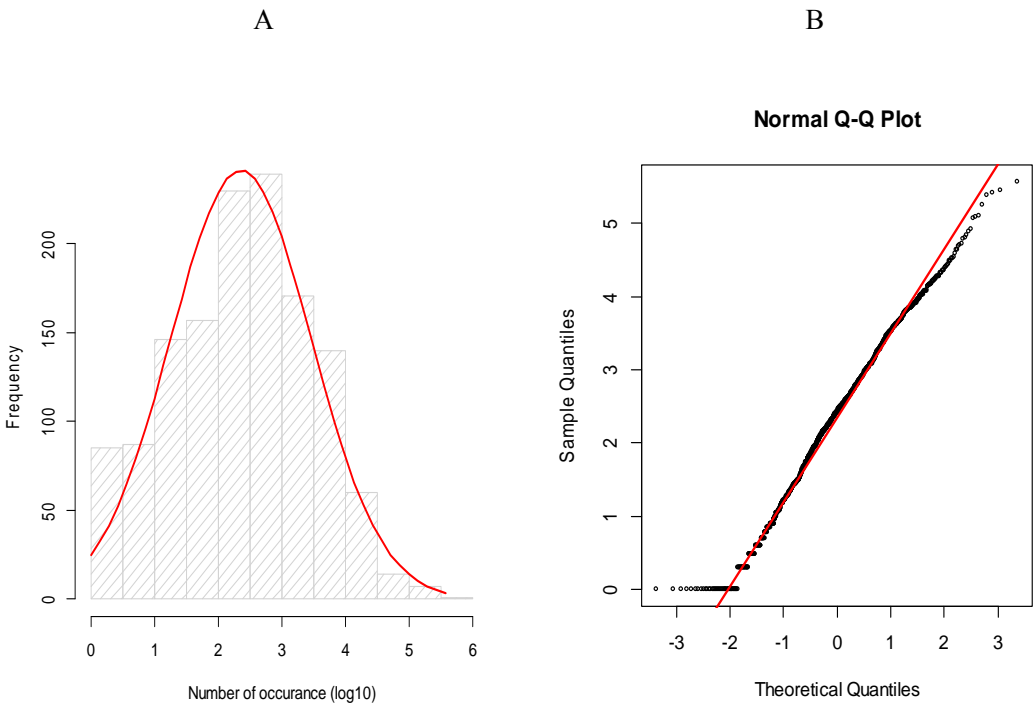 A
B
Normal Q-Q Plot
Frequency
0 50 100 150 200
0 1 2 3 4 5 6
Number of occurance (log10)
Sample Quantiles
0 1 2 3 4 5
-3 -2 -1 0 1 2 3
Theoretical Quantiles